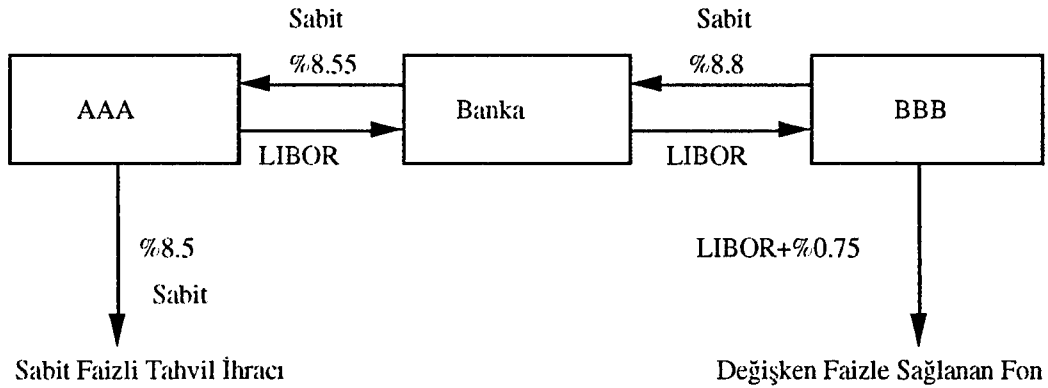 Sabit
Sabit
%8.55
%8.8
AAA
Banka
BBB
LIBOR
LIBOR
%8.5
Sabit
LIBOR+%0.75
Sabit Faizli Tahvil İhracı
Değişken Faizle Sağlanan Fon